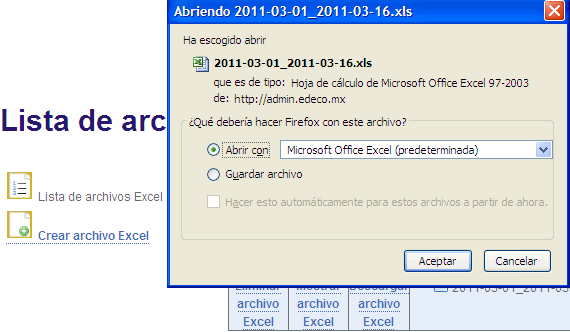 Abriendo 2011-03-01_2011-03-16.xls
Ha escogido abrir
2011-03-01_2011-03-16.xls
que es de tipo: Hoja de cálculo de Microsoft Office Excel 97-2003
de: http://admin.edeco.mx
¿Qué debería hacer Firefox con este archivo?
Abrir con
Microsoft Office Excel (predeterminada)
Guardar archivo
Hacer esto automáticamente para estos archivos a partir de ahora.
Aceptar
Cancelar
Lista de arc
Lista de archivos Excel
Crear archivo Excel
Eliminar archivo Excel
Mostrar archivo Excel
Descargar archivo Excel
2011-03-01_2011-03